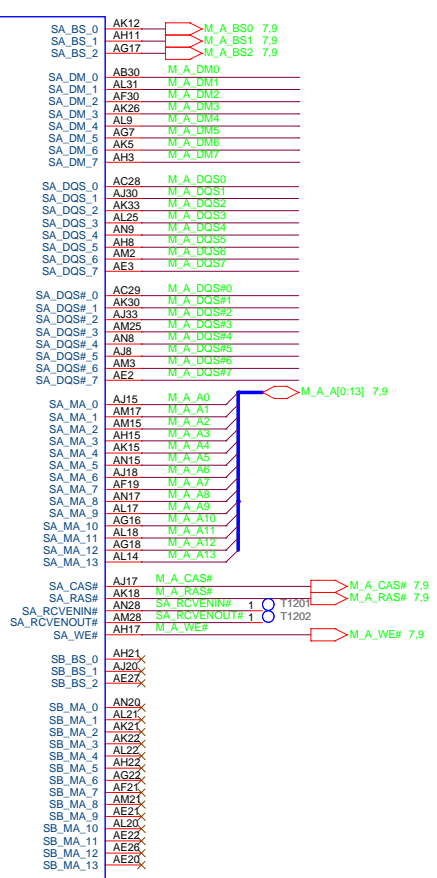 SA_BS_0 AK12 M_A_BS0 7,9
SA_BS_1 AH11 M_A_BS1 7,9
SA_BS_2 AG17 M_A_BS2 7,9
SA_DM_0 AB30 M_A_DM0
SA_DM_1 AL31 M_A_DM1
SA_DM_2 AF30 M_A_DM2
SA_DM_3 AK26 M_A_DM3
SA_DM_4 AL9 M_A_DM4
SA_DM_5 AG7 M_A_DM5
SA_DM_6 AK5 M_A_DM6
SA_DM_7 AH3 M_A_DM7
SA_DQS_0 AC28 M_A_DQS0
SA_DQS_1 AJ30 M_A_DQS1
SA_DQS_2 AK33 M_A_DQS2
SA_DQS_3 AL25 M_A_DQS3
SA_DQS_4 AN9 M_A_DQS4
SA_DQS_5 AH8 M_A_DQS5
SA_DQS_6 AM2 M_A_DQS6
SA_DQS_7 AE3 M_A_DQS7
SA_DQS#_0 AC29 M_A_DQS#0
SA_DQS#_1 AK30 M_A_DQS#1
SA_DQS#_2 AJ33 M_A_DQS#2
SA_DQS#_3 AM25 M_A_DQS#3
SA_DQS#_4 AN8 M_A_DQS#4
SA_DQS#_5 AJ8 M_A_DQS#5
SA_DQS#_6 AM3 M_A_DQS#6
SA_DQS#_7 AE2 M_A_DQS#7
M_A_A[0:13] 7,9
SA_MA_0 AJ15 M_A_A0
SA_MA_1 AM17 M_A_A1
SA_MA_2 AM15 M_A_A2
SA_MA_3 AH15 M_A_A3
SA_MA_4 AK15 M_A_A4
SA_MA_5 AN15 M_A_A5
SA_MA_6 AJ18 M_A_A6
SA_MA_7 AF19 M_A_A7
SA_MA_8 AN17 M_A_A8
SA_MA_9 AL17 M_A_A9
SA_MA_10 AG16 M_A_A10
SA_MA_11 AL18 M_A_A11
SA_MA_12 AG18 M_A_A12
SA_MA_13 AL14 M_A_A13
SA_CAS# AJ17 M_A_CAS# M_A_CAS# 7,9
SA_RAS# AK18 M_A_RAS# M_A_RAS# 7,9
SA_RCVENIN# AN28 SA_RCVENIN# 1 T1201
SA_RCVENOUT# AM28 SA_RCVENOUT# 1 T1202
SA_WE# AH17 M_A_WE# M_A_WE# 7,9
SB_BS_0 AH21
SB_BS_1 AJ20
SB_BS_2 AE27
SB_MA_0 AN20
SB_MA_1 AL21
SB_MA_2 AK21
SB_MA_3 AK22
SB_MA_4 AL22
SB_MA_5 AH22
SB_MA_6 AG22
SB_MA_7 AF21
SB_MA_8 AM21
SB_MA_9 AE21
SB_MA_10 AL20
SB_MA_11 AE22
SB_MA_12 AE26
SB_MA_13 AE20